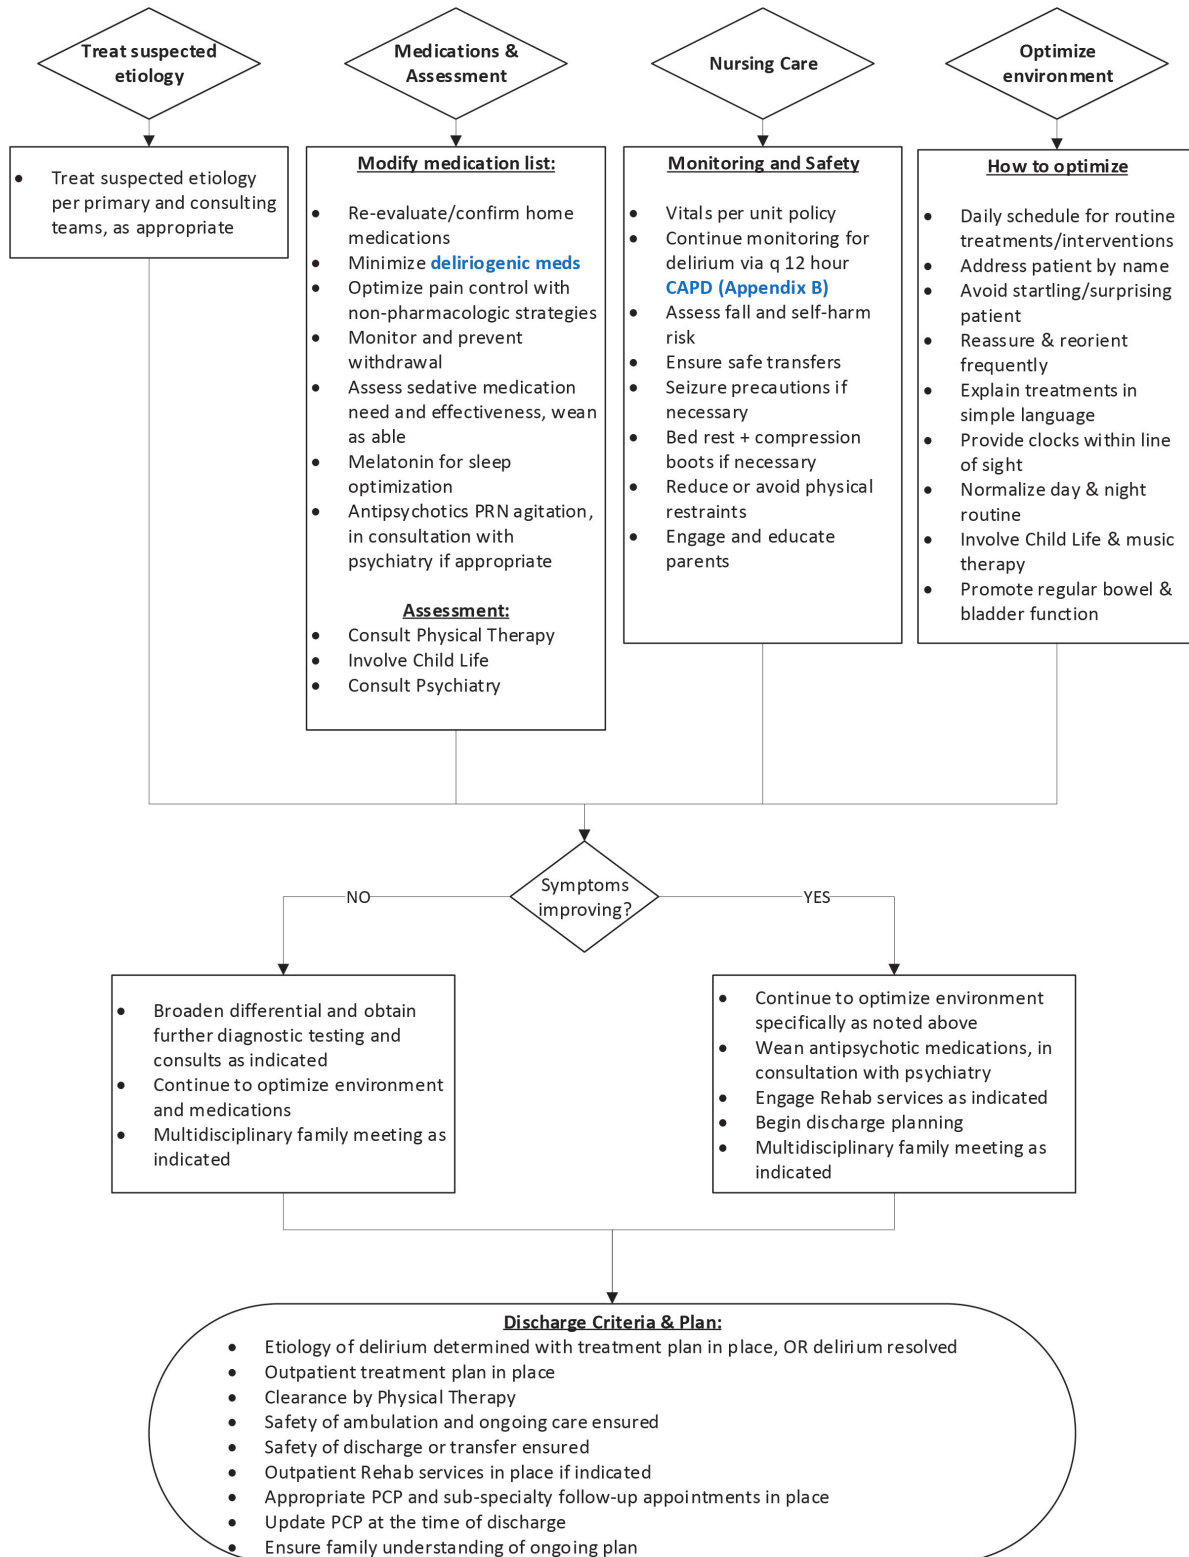 Treat suspected
etiology
Medications &
Assessment
Nursing Care
Optimize
environment
• Treat suspected etiology
per primary and consulting
teams, as appropriate
Modify medication list:
• Re-evaluate/confirm home
medications
• Minimize deliriogenic meds
• Optimize pain control with
non-pharmacologic strategies
• Monitor and prevent
withdrawal
• Assess sedative medication
need and effectiveness, wean
as able
• Melatonin for sleep
optimization
• Antipsychotics PRN agitation,
in consultation with
psychiatry if appropriate
Assessment:
• Consult Physical Therapy
• Involve Child Life
• Consult Psychiatry
Monitoring and Safety
• Vitals per unit policy
• Continue monitoring for
delirium via q 12 hour
CAPD (Appendix B)
• Assess fall and self-harm
risk
• Ensure safe transfers
• Seizure precautions if
necessary
• Bed rest + compression
boots if necessary
• Reduce or avoid physical
restraints
• Engage and educate
parents
How to optimize
• Daily schedule for routine
treatments/interventions
• Address patient by name
• Avoid startling/surprising
patient
• Reassure & reorient
frequently
• Explain treatments in
simple language
• Provide clocks within line
of sight
• Normalize day & night
routine
• Involve Child Life & music
therapy
• Promote regular bowel &
bladder function
Symptoms
improving?
NO
YES
• Broaden differential and obtain
further diagnostic testing and
consults as indicated
• Continue to optimize environment
and medications
• Multidisciplinary family meeting as
indicated
• Continue to optimize environment
specifically as noted above
• Wean antipsychotic medications, in
consultation with psychiatry
• Engage Rehab services as indicated
• Begin discharge planning
• Multidisciplinary family meeting as
indicated
Discharge Criteria & Plan:
• Etiology of delirium determined with treatment plan in place, OR delirium resolved
• Outpatient treatment plan in place
• Clearance by Physical Therapy
• Safety of ambulation and ongoing care ensured
• Safety of discharge or transfer ensured
• Outpatient Rehab services in place if indicated
• Appropriate PCP and sub-specialty follow-up appointments in place
• Update PCP at the time of discharge
• Ensure family understanding of ongoing plan